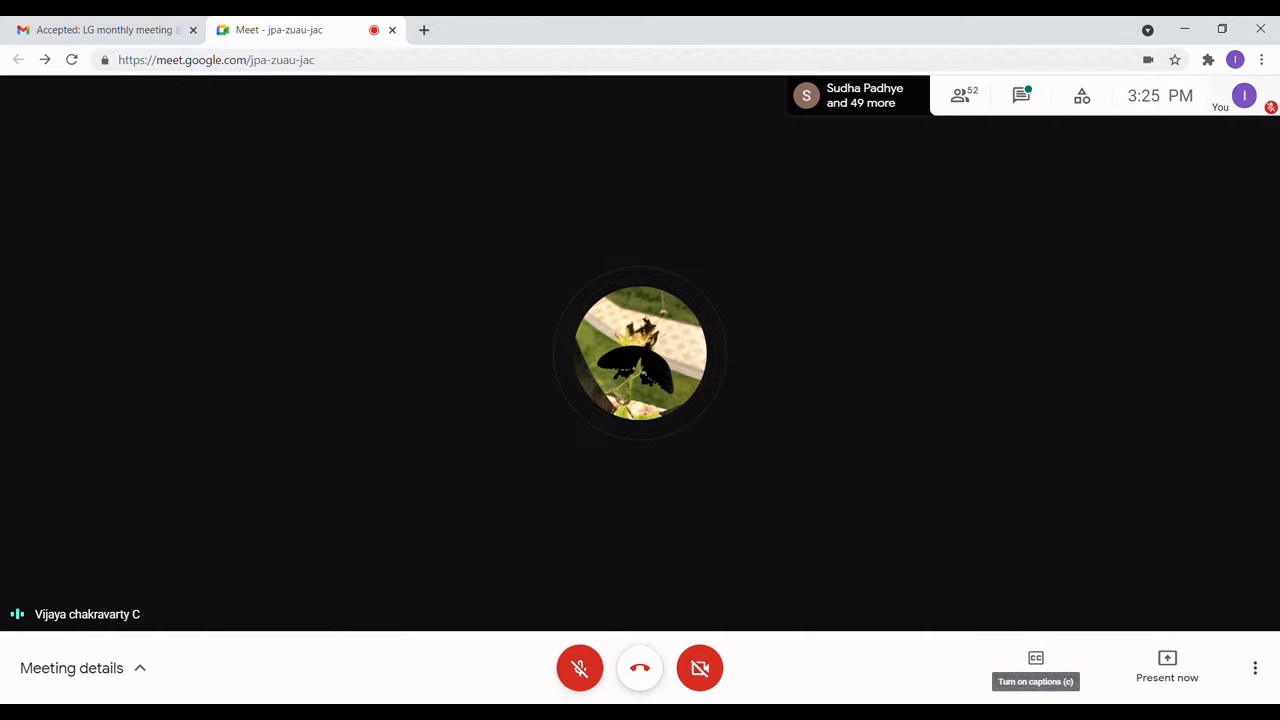 Accepted: LG monthly meeting
Meet - jpa-zuau-jac
https://meet.google.com/jpa-zuau-jac
I
S
Sudha Padhye
and 49 more
52
3:25 PM
You
I
Vijaya chakravarty C
Meeting details
CC
Turn on captions (c)
Present now